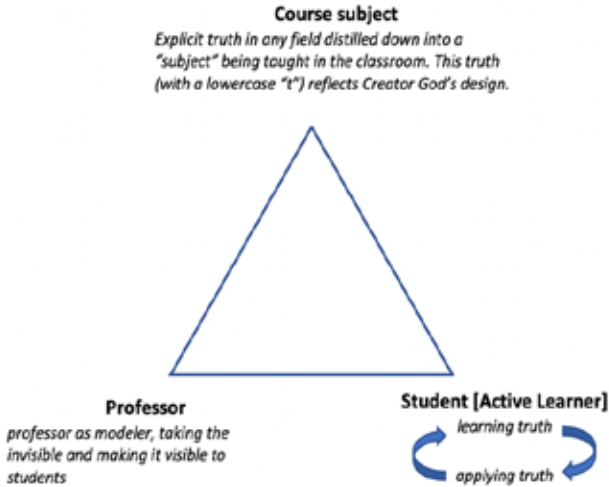 Course subject
Explicit truth in any field distilled down into a
“subject” being taught in the classroom. This truth
(with a lowercase “t”) reflects Creator God’s design.
Professor
professor as modeler, taking the
invisible and making it visible to
students
Student [Active Learner]
learning truth
applying truth